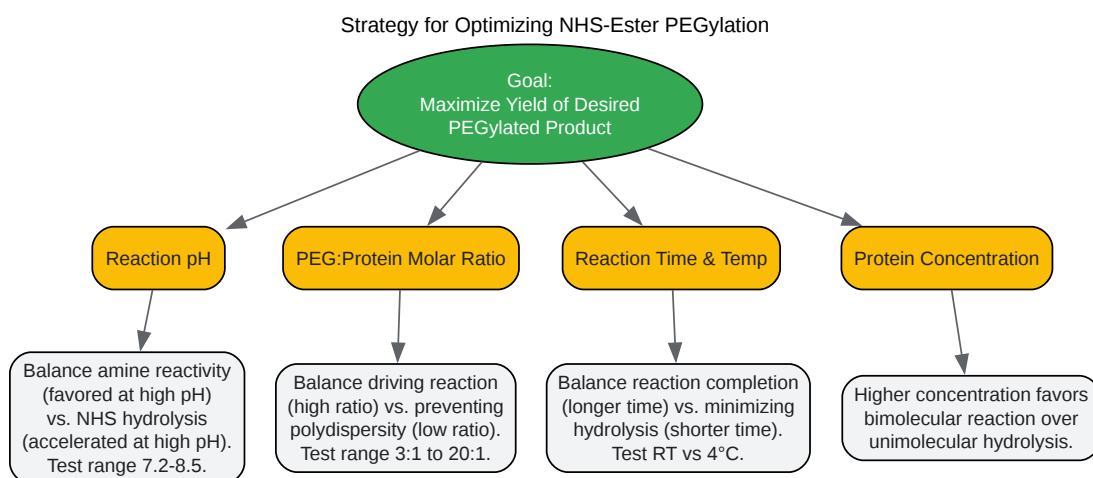 Strategy for Optimizing NHS-Ester PEGylation
Goal:
Maximize Yield of Desired
PEGylated Product
Reaction pH
PEG:Protein Molar Ratio
Reaction Time & Temp
Protein Concentration
Balance amine reactivity
(favored at high pH)
vs. NHS hydrolysis
(accelerated at high pH).
Test range 7.2-8.5.
Balance driving reaction
(high ratio) vs. preventing
polydispersity (low ratio).
Test range 3:1 to 20:1.
Balance reaction completion
(longer time) vs. minimizing
hydrolysis (shorter time).
Test RT vs 4°C.
Higher concentration favors
bimolecular reaction over
unimolecular hydrolysis.